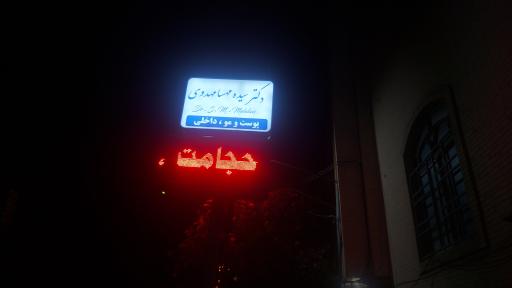 دکتر سیده مهسا مهدوی
Dr. S. M. Mahdavi
پوست و مو ، داخلی
حجامت ،